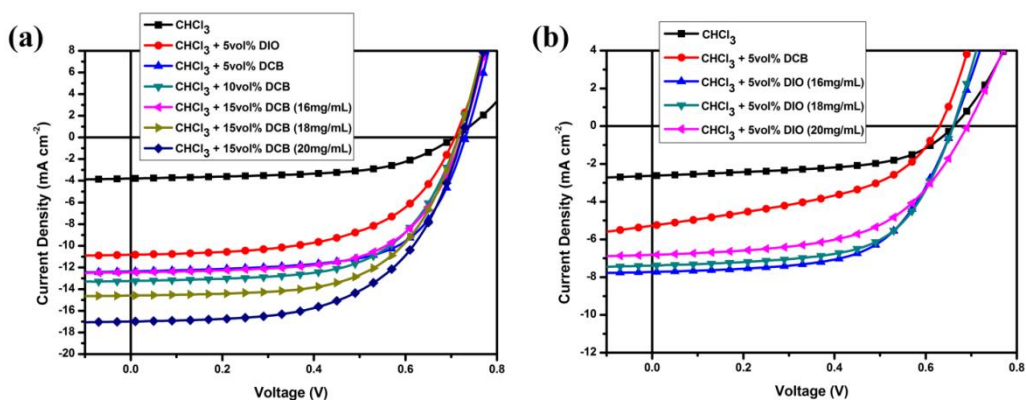 (a)
CHCl3
CHCl3 + 5vol% DIO
CHCl3 + 5vol% DCB
CHCl3 + 10vol% DCB
CHCl3 + 15vol% DCB (16mg/mL)
CHCl3 + 15vol% DCB (18mg/mL)
CHCl3 + 15vol% DCB (20mg/mL)
Current Density (mA cm-2)
8
6
4
2
0
-2
-4
-6
-8
-10
-12
-14
-16
-18
-20
0.0
0.2
0.4
0.6
0.8
Voltage (V)
(b)
CHCl3
CHCl3 + 5vol% DCB
CHCl3 + 5vol% DIO (16mg/mL)
CHCl3 + 5vol% DIO (18mg/mL)
CHCl3 + 5vol% DIO (20mg/mL)
Current Density (mA cm-2)
4
2
0
-2
-4
-6
-8
-10
-12
0.0
0.2
0.4
0.6
0.8
Voltage (V)